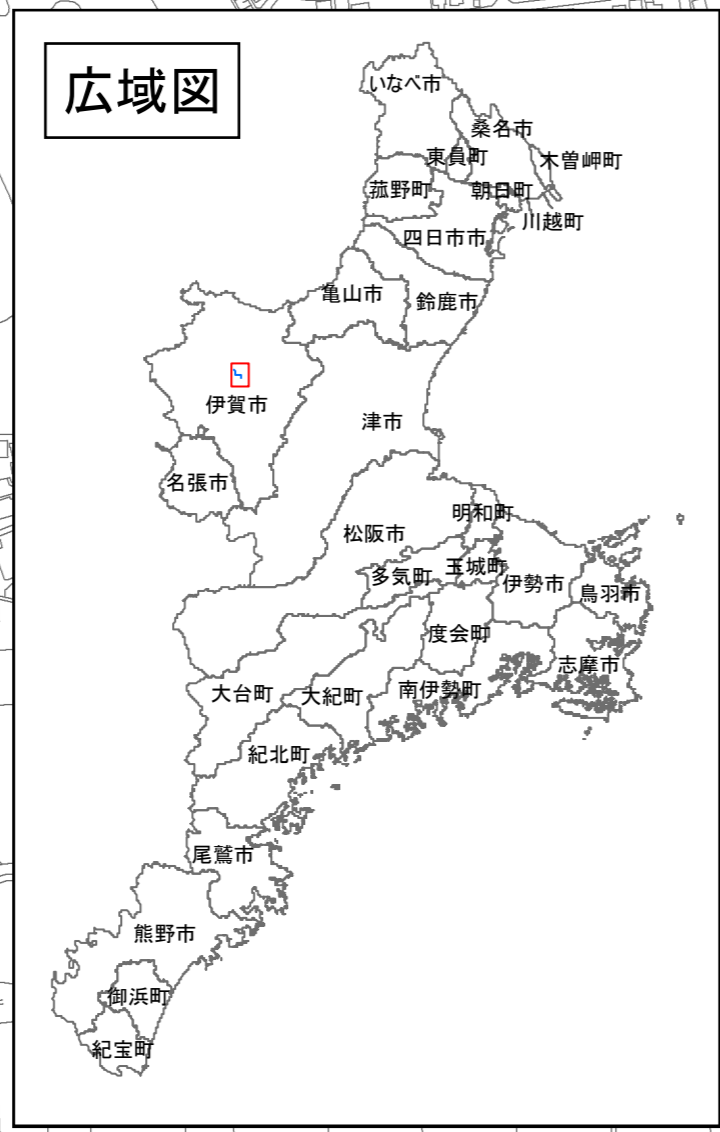 広域図
いなべ市
桑名市
東員町
木曽岬町
菰野町
朝日町
川越町
四日市市
亀山市
鈴鹿市
伊賀市
津市
名張市
明和町
松阪市
玉城町
多気町
伊勢市
鳥羽市
度会町
志摩市
大台町
大紀町
南伊勢町
紀北町
尾鷲市
熊野市
御浜町
紀宝町